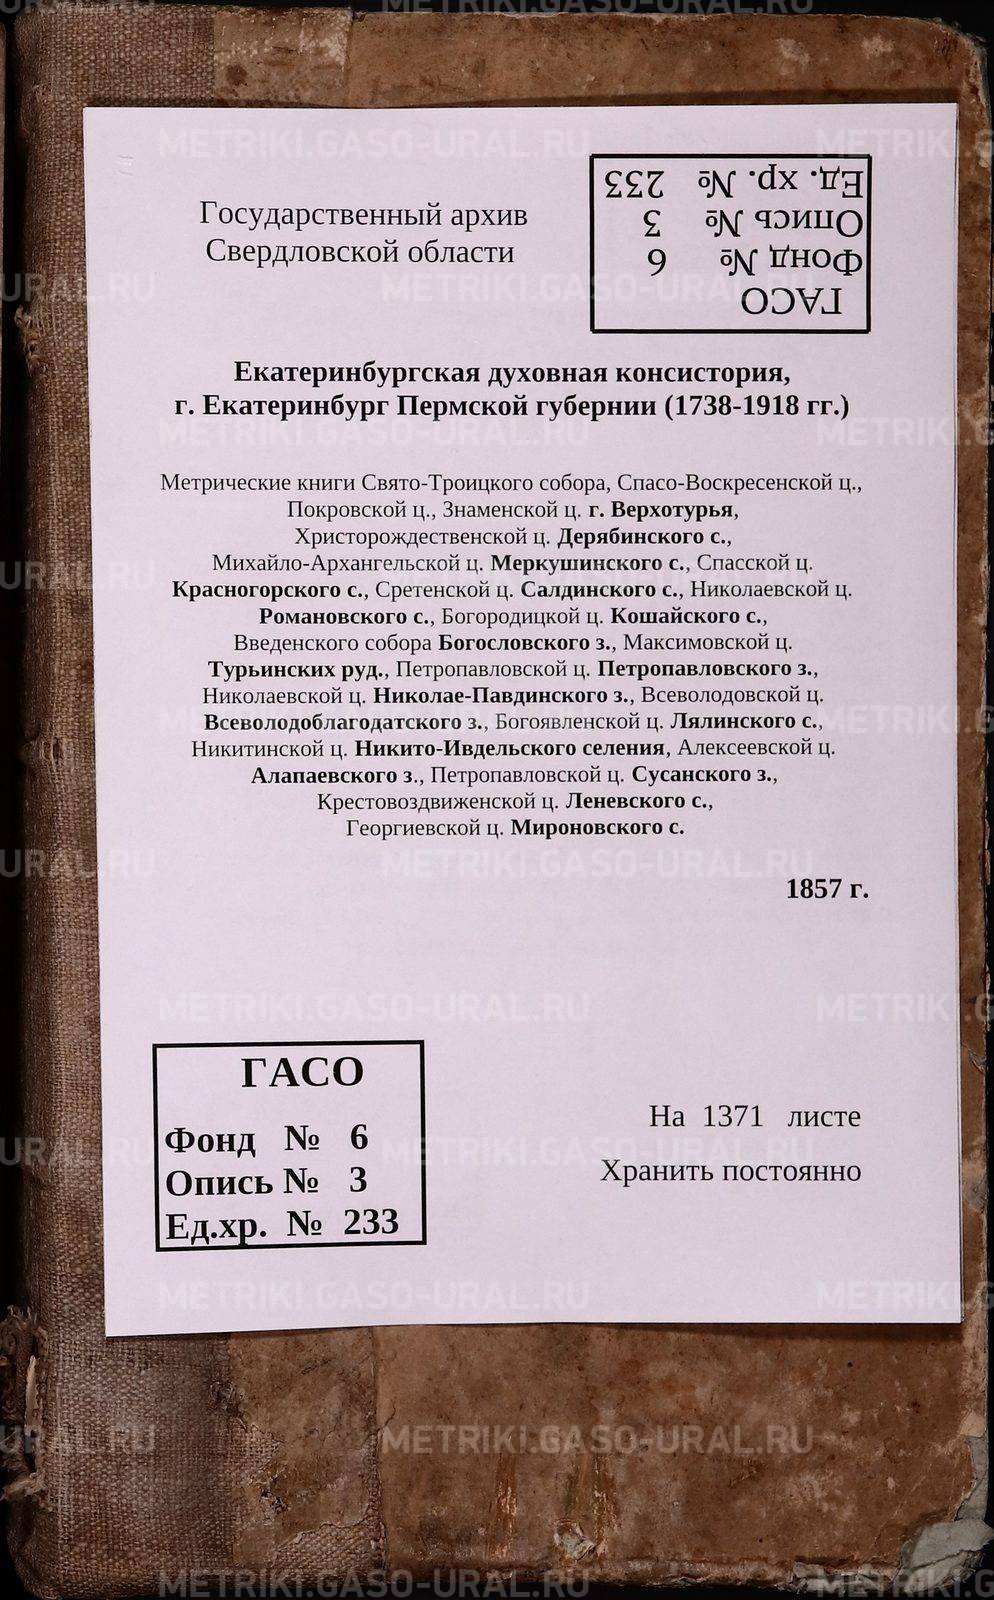 Государственный архив
Свердловской области
ГАСО
Фонд № 6
Опись № 3
Ед. хр. № 233
Екатеринбургская духовная консистория,
г. Екатеринбург Пермской губернии (1738-1918 гг.)
Метрические книги Свято-Троицкого собора, Спасо-Воскресенской ц.,
Покровской ц., Знаменской ц. г. Верхотурья,
Христорождественской ц. Дерябинского с.,
Михайло-Архангельской ц. Меркушинского с., Спасской ц.
Красногорского с., Сретенской ц. Салдинского с., Николаевской ц.
Романовского с., Богородицкой ц. Кошайского с.,
Введенского собора Богословского з., Максимовской ц.
Турьинских руд., Петропавловской ц. Петропавловского з.,
Николаевской ц. Николае-Павдинского з., Всеволодовской ц.
Всеволодоблагодатского з., Богоявленской ц. Лялинского с.,
Никитинской ц. Никито-Ивдельского селения, Алексеевской ц.
Алапаевского з., Петропавловской ц. Сусанского з.,
Крестовоздвиженской ц. Леневского с.,
Георгиевской ц. Мироновского с.
1857 г.
ГАСО
Фонд № 6
Опись № 3
Ед.хр. № 233
На 1371 листе
Хранить постоянно
METRIKI.GASO-URAL.RU